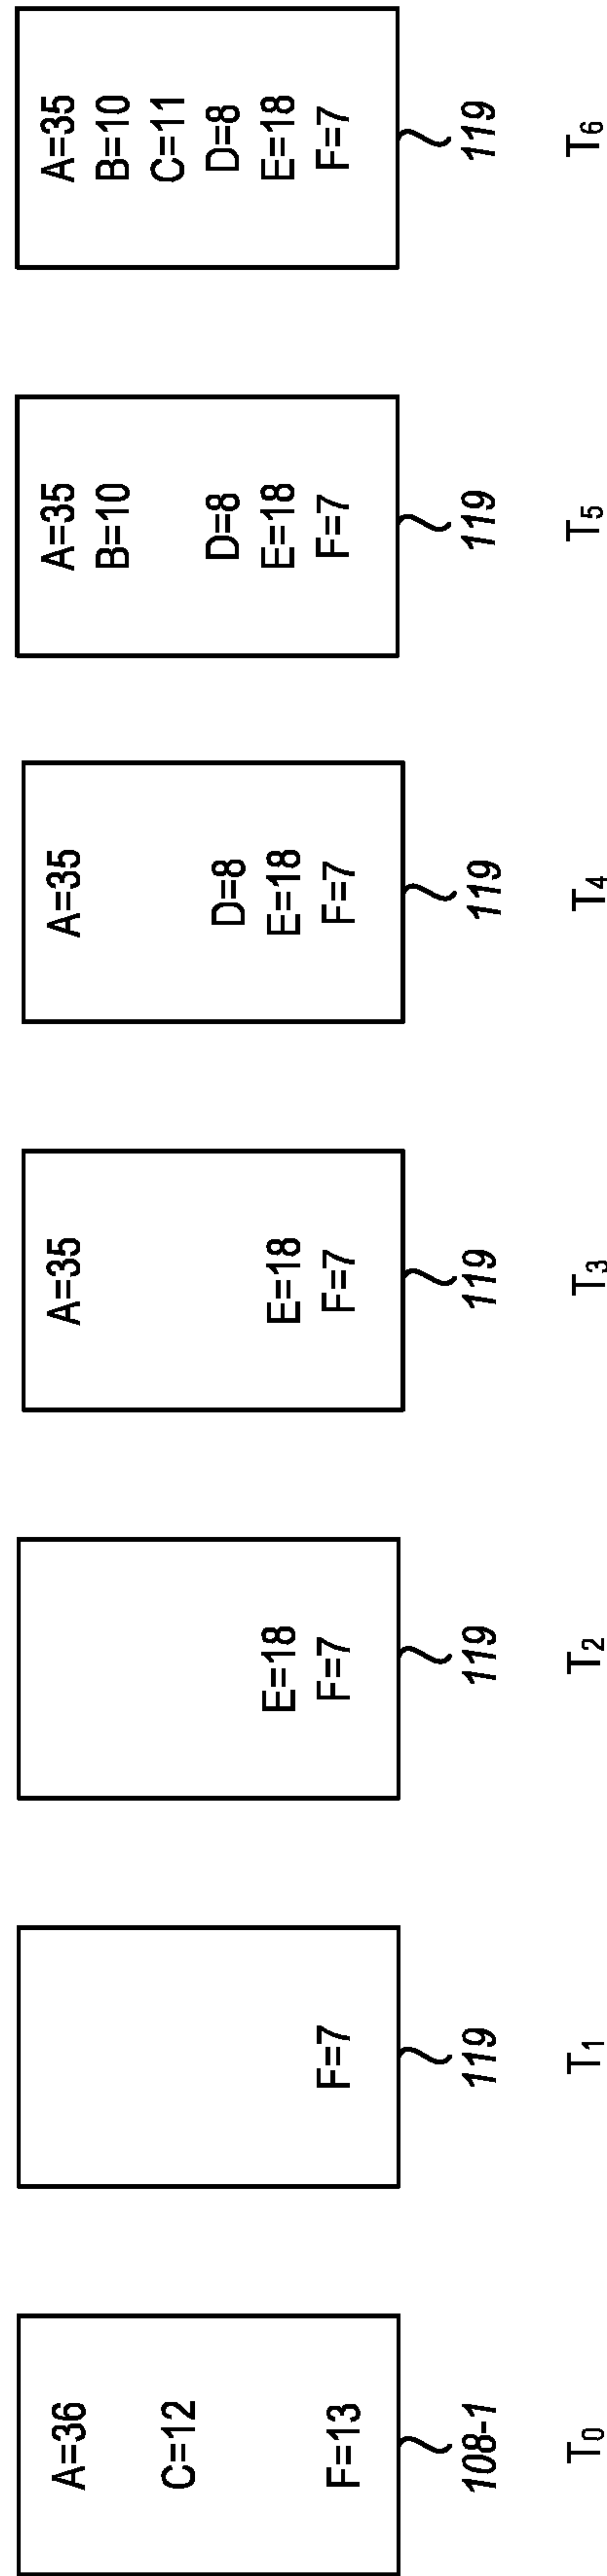 A=36
C=12
F=13
108-1
T0
F=7
119
T1
E=18
F=7
119
T2
A=35
E=18
F=7
119
T3
A=35
D=8
E=18
F=7
119
T4
A=35
B=10
D=8
E=18
F=7
119
T5
A=35
B=10
C=11
D=8
E=18
F=7
119
T6